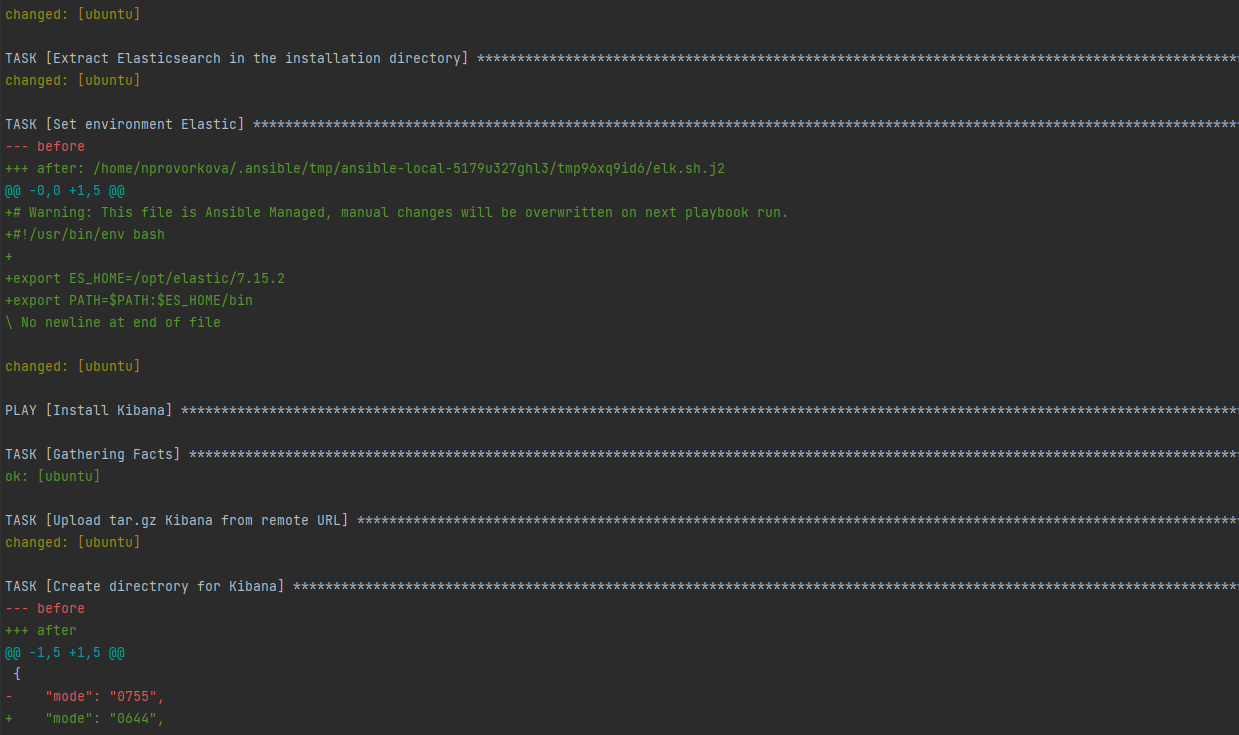 changed: [ubuntu]
TASK [Extract Elasticsearch in the installation directory] ***********************************************************************************************
changed: [ubuntu]
TASK [Set environment Elastic] ***************************************************************************************************************************
--- before
+++ after: /home/nprovorkova/.ansible/tmp/ansible-local-5179u327ghl3/tmp96xq9id6/elk.sh.j2
@@ -0,0 +1,5 @@
+# Warning: This file is Ansible Managed, manual changes will be overwritten on next playbook run.
+#!/usr/bin/env bash
+
+export ES_HOME=/opt/elastic/7.15.2
+export PATH=$PATH:$ES_HOME/bin
\ No newline at end of file
changed: [ubuntu]
PLAY [Install Kibana] ************************************************************************************************************************************
TASK [Gathering Facts] ***********************************************************************************************************************************
ok: [ubuntu]
TASK [Upload tar.gz Kibana from remote URL] **************************************************************************************************************
changed: [ubuntu]
TASK [Create directrory for Kibana] **********************************************************************************************************************
--- before
+++ after
@@ -1,5 +1,5 @@
 {
-    "mode": "0755",
+    "mode": "0644",